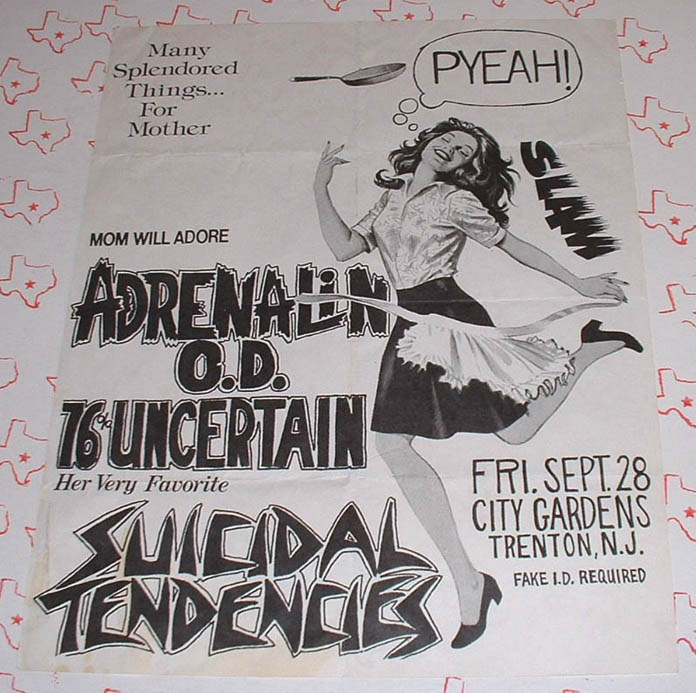 Many
Splendored
Things...
For
Mother
PYEAH!
SLAM
MOM WILL ADORE
ADRENALIN
O.D.
76% UNCERTAIN
Her Very Favorite
SUICIDAL
TENDENCIES
FRI. SEPT. 28
CITY GARDENS
TRENTON, N.J.
FAKE I.D. REQUIRED